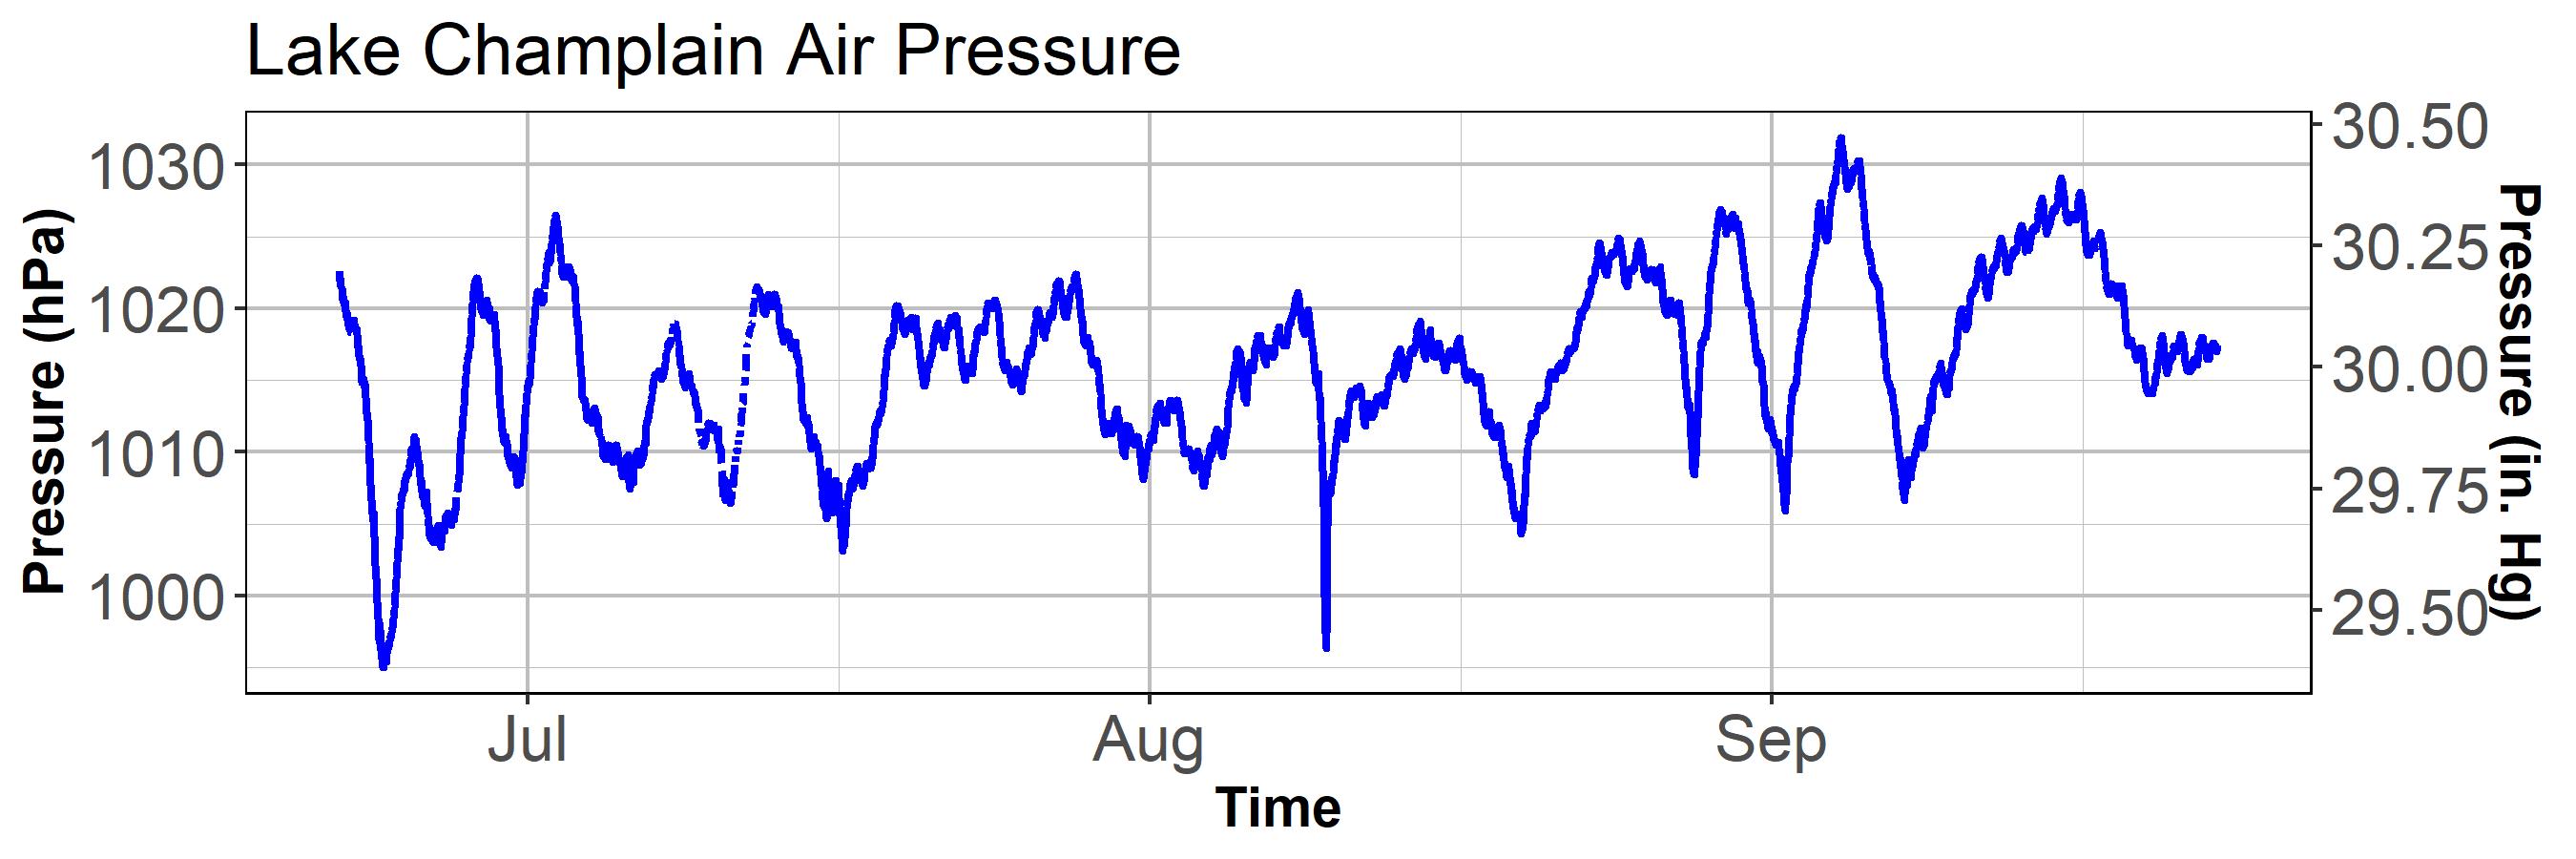 Lake Champlain Air Pressure
Pressure (hPa)
1030
1020
1010
1000
30.50
30.25
30.00
29.75
29.50
Pressure (in. Hg)
Jul
Aug
Sep
Time